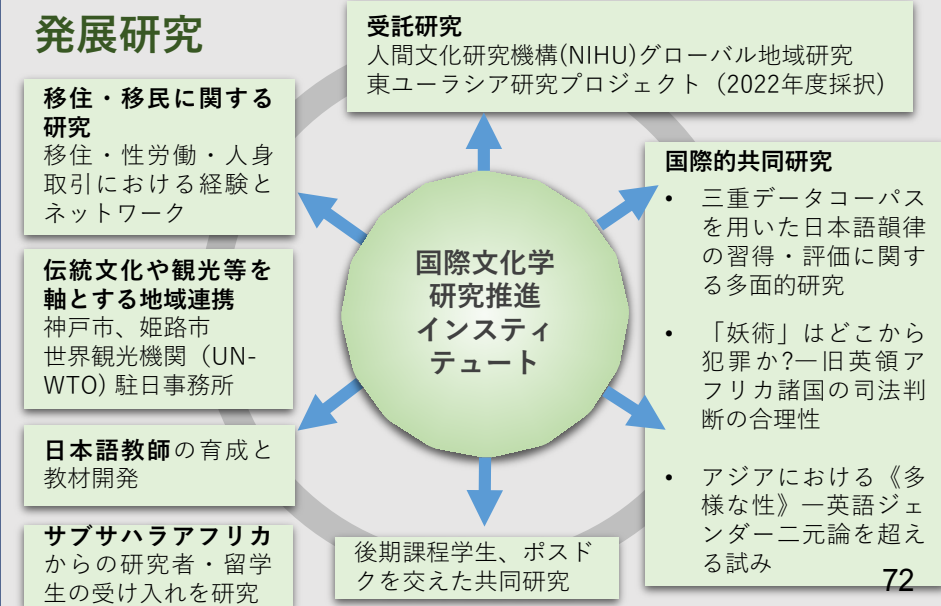 発展研究
受託研究
人間文化研究機構(NIHU)グローバル地域研究
東ユーラシア研究プロジェクト（2022年度採択）
移住・移民に関する
研究
移住・性労働・人身
取引における経験と
ネットワーク
伝統文化や観光等を
軸とする地域連携
神戸市、姫路市
世界観光機関（UN-
WTO) 駐日事務所
日本語教師の育成と
教材開発
サブサハラアフリカ
からの研究者・留学
生の受け入れを研究
国際文化学
研究推進
インスティ
テュート
後期課程学生、ポスド
クを交えた共同研究
国際的共同研究
• 三重データコーパス
を用いた日本語韻律
の習得・評価に関す
る多面的研究
• 「妖術」はどこから
犯罪か?―旧英領ア
フリカ諸国の司法判
断の合理性
• アジアにおける《多
様な性》―英語ジェ
ンダー二元論を超え
る試み
72